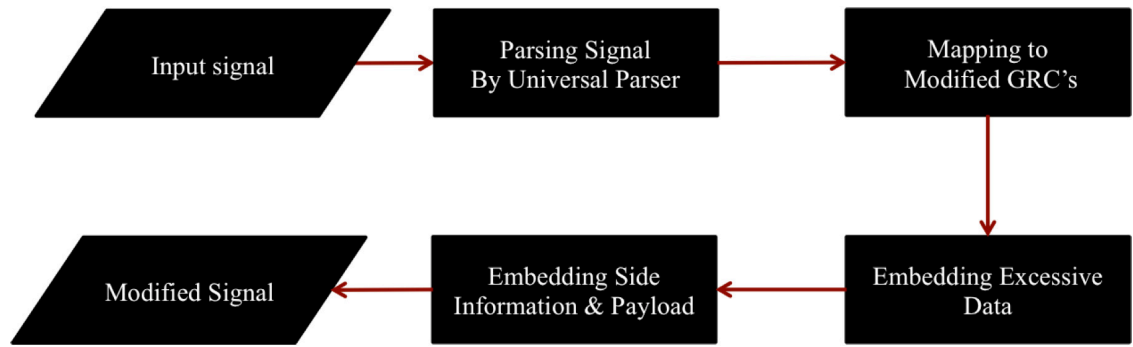 Input signal
Parsing Signal
By Universal Parser
Mapping to
Modified GRC's
Embedding Excessive
Data
Embedding Side
Information & Payload
Modified Signal